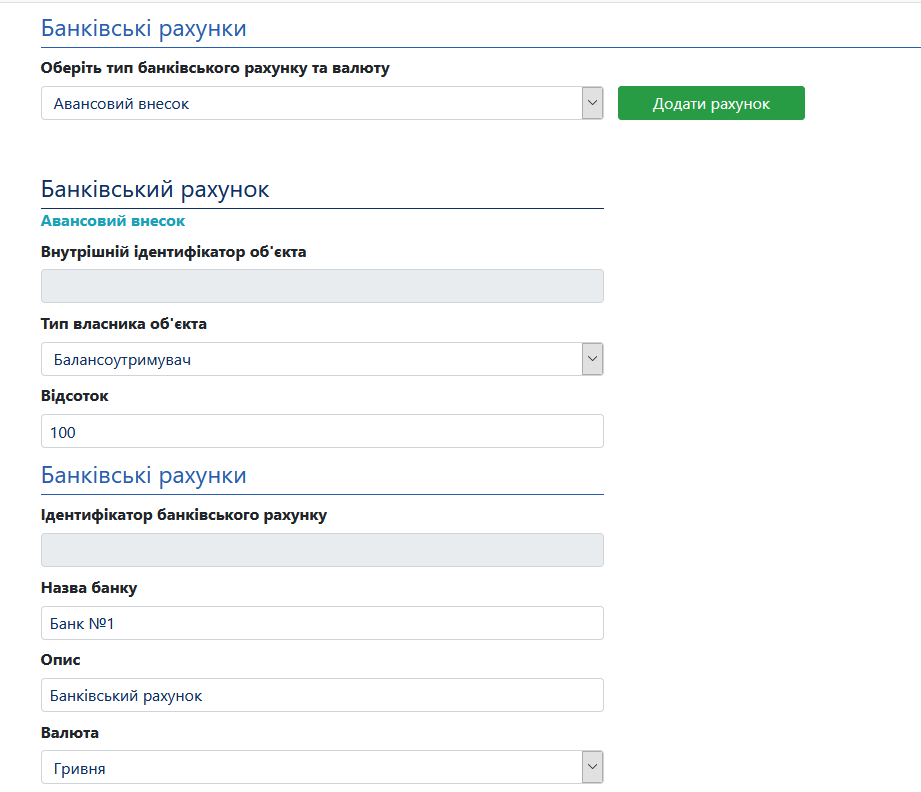 Банківські рахунки
Оберіть тип банківського рахунку та валюту
Авансовий внесок
Додати рахунок
Банківський рахунок
Авансовий внесок
Внутрішній ідентифікатор об'єкта
Тип власника об'єкта
Балансоутримувач
Відсоток
100
Банківські рахунки
Ідентифікатор банківського рахунку
Назва банку
Банк №1
Опис
Банківський рахунок
Валюта
Гривня